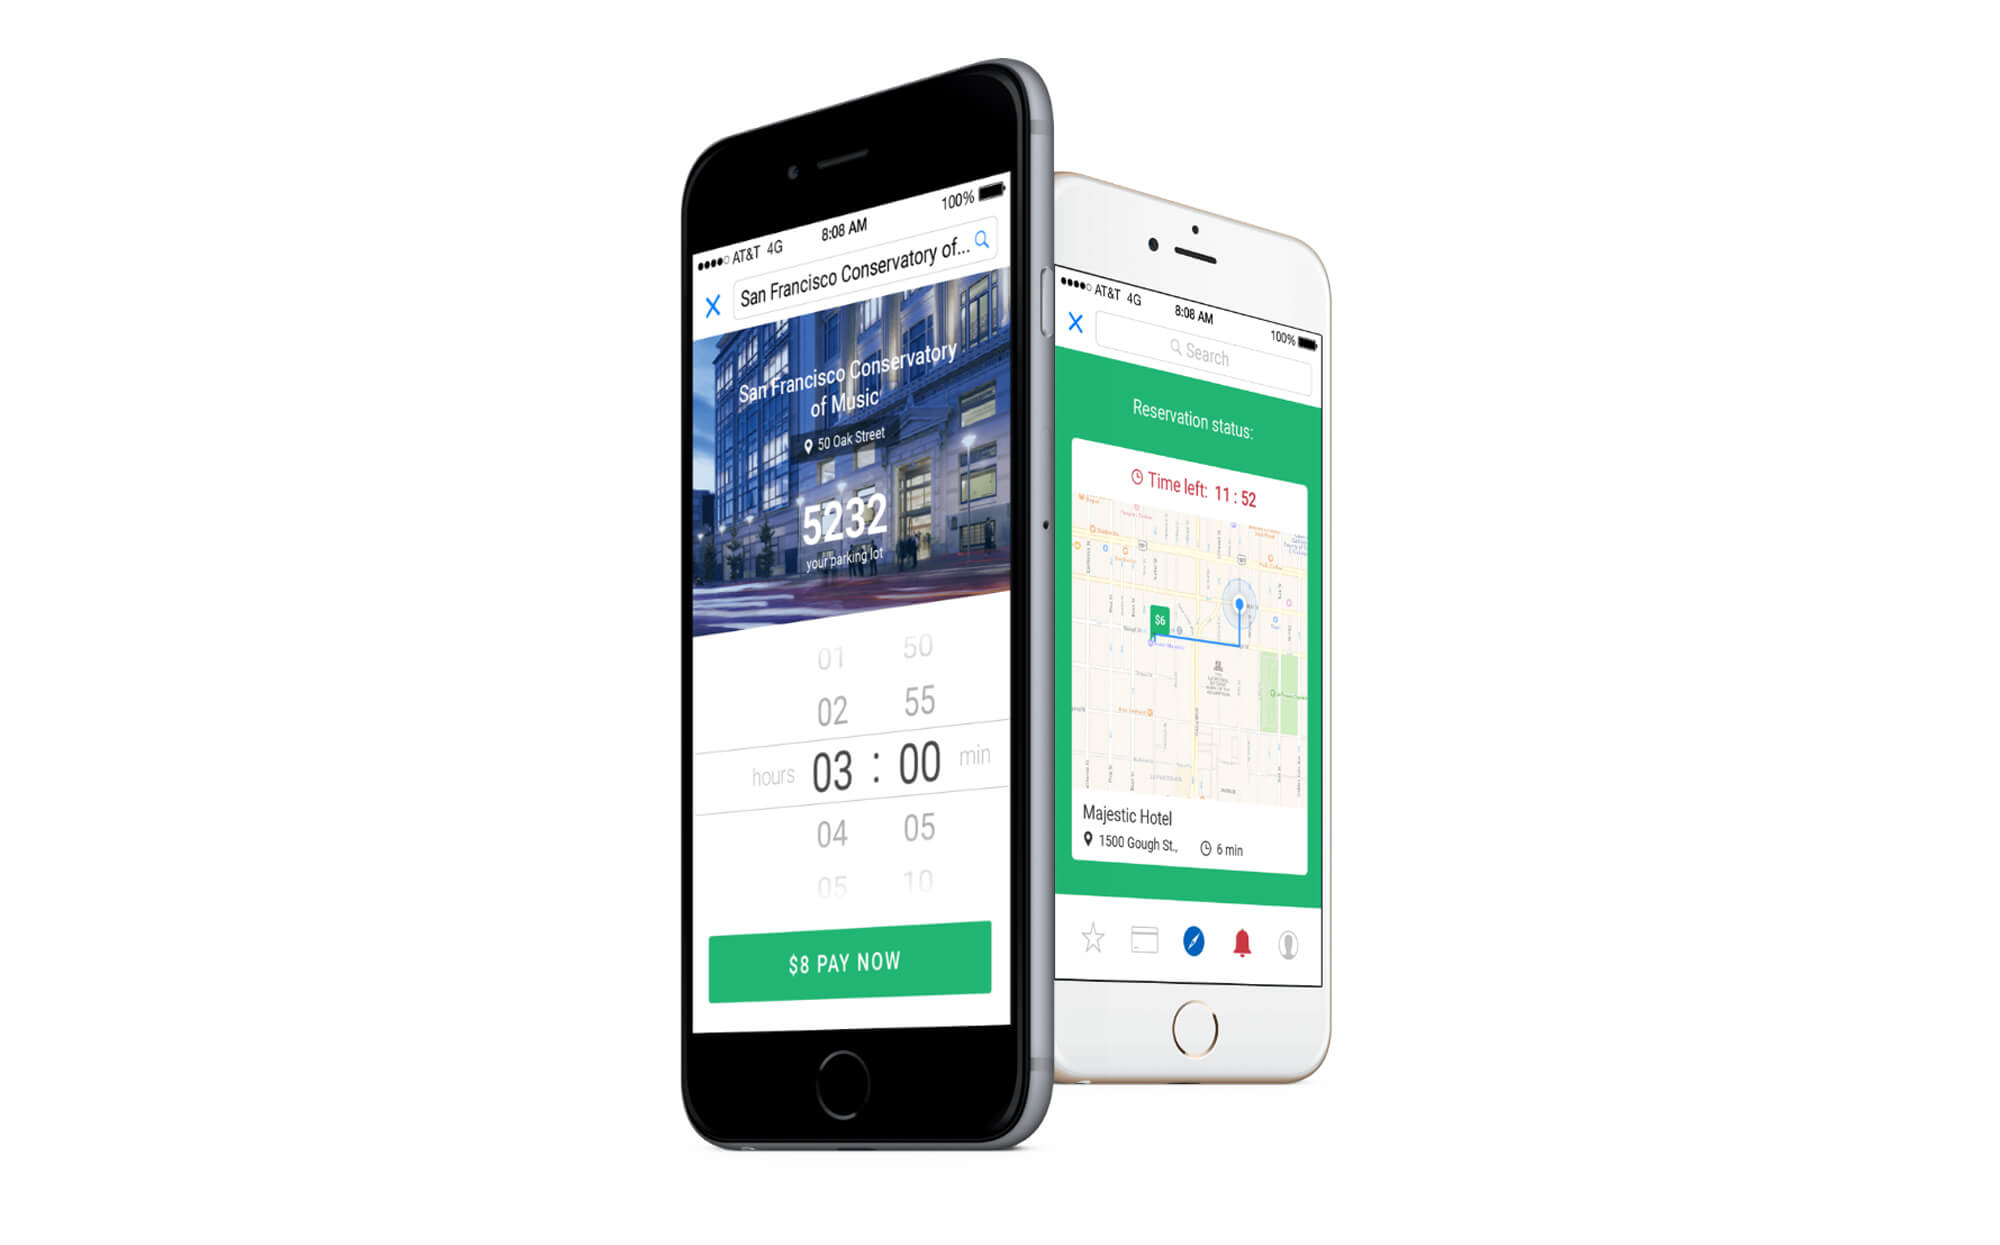 AT&T 4G 8:08 AM 100%
San Francisco Conservatory of...
San Francisco Conservatory
of Music
50 Oak Street
5232
your parking lot
01 50
02 55
hours 03 : 00 min
04 05
05 10
$8 PAY NOW
AT&T 4G 8:08 AM 100%
Search
Reservation status:
Time left: 11 : 52
$6
Majestic Hotel
1500 Gough St., 6 min